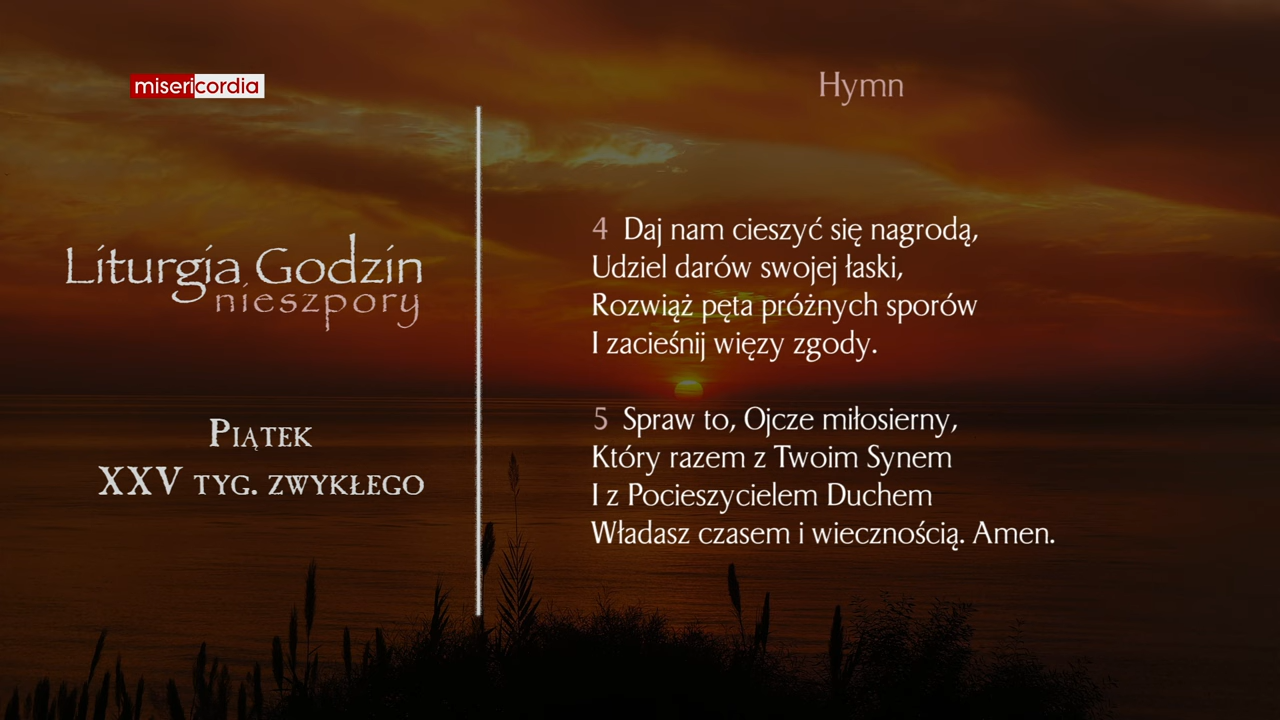 misericordia
Liturgia Godzin
nieszpory
Piątek
XXV tyg. zwykłego
Hymn
4 Daj nam cieszyć się nagrodą,
Udziel darów swojej łaski,
Rozwiąż pęta próżnych sporów
I zacieśnij więzy zgody.
5 Spraw to, Ojcze miłosierny,
Który razem z Twoim Synem
I z Pocieszycielem Duchem
Władasz czasem i wiecznością. Amen.